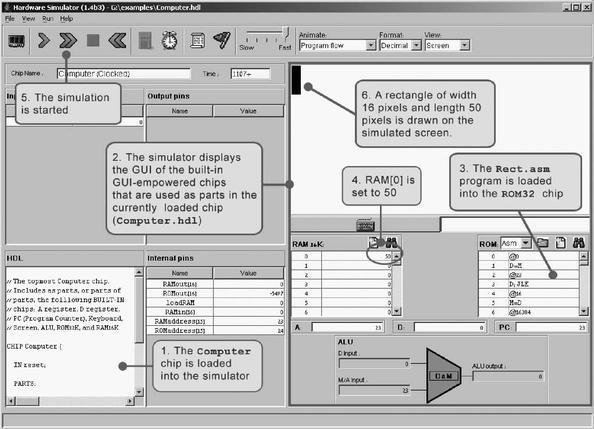 Hardware Simulator (1.4b3) - G:\examples\Computer.hdl
File View Run Help
Animate: Format: View:
Slow Fast Program flow Decimal Screen
Chip Name: Computer (Clocked) Time: 1107+
5. The simulation
is started
Output pins
Name Value
0
6. A rectangle of width
16 pixels and length 50
pixels is drawn on the
simulated screen.
2. The simulator displays
the GUI of the built-in
GUI-empowered chips
that are used as parts in the
currently loaded chip
(Computer.hdl)
4. RAM[0] is
set to 50
3. The Rect.asm
program is loaded
into the ROM32 chip
HDL
// The topmost Computer chip.
// Includes as parts, or parts of
// parts, the following BUILT-IN
// chips: A register, D register,
// PC (Program Counter), Keyboard,
// Screen, ALU, ROM32K, and RAM16K
CHIP Computer {
IN reset;
PARTS:
Internal pins
Name Value
RAMout[16] 0
loadRAM 0
RAMin[16] 0
RAMaddress[15] 23
ROMaddress[15] 24
1. The Computer
chip is loaded
into the simulator
RAM 16K:
0 50
1 0
2 0
3 0
4 0
5 0
6 0
ROM: Asm
0 @0
1 D=M
2 @23
3 D;JLE
4 @16
5 M=D
6 @16384
A: 23 D: 0 PC: 23
ALU
D Input: 0
M/A Input: 23
D&M
ALU output: 0